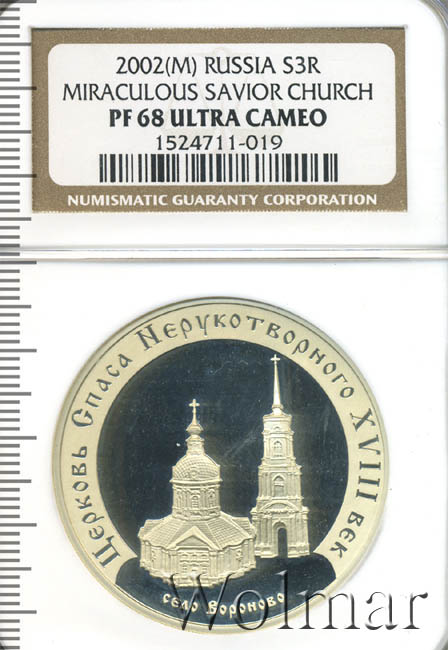 2002(M) RUSSIA S3R
MIRACULOUS SAVIOR CHURCH
PF 68 ULTRA CAMEO
1524711-019
NUMISMATIC GUARANTY CORPORATION
Церковь Спаса Нерукотворного XVIII век
село Вороново
Wolmar